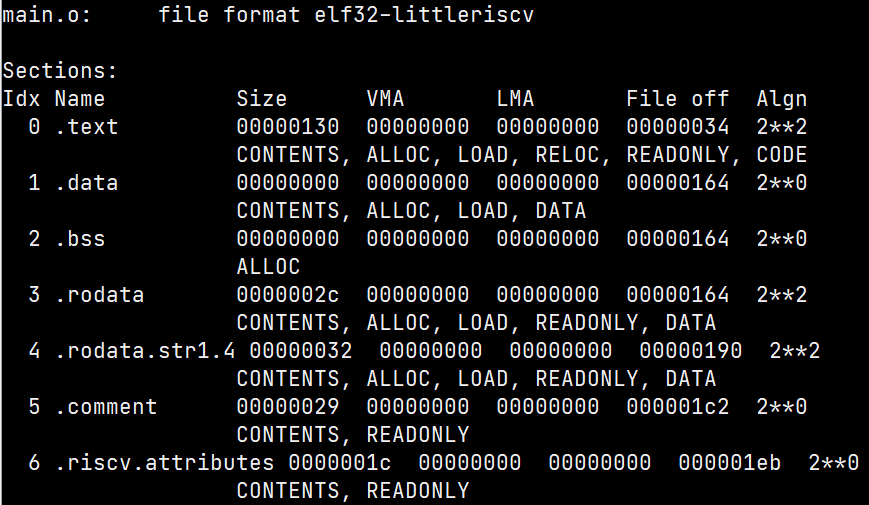 main.o:     file format elf32-littleriscv

Sections:
Idx Name          Size      VMA       LMA       File off  Algn
  0 .text         00000130  00000000  00000000  00000034  2**2
                  CONTENTS, ALLOC, LOAD, RELOC, READONLY, CODE
  1 .data         00000000  00000000  00000000  00000164  2**0
                  CONTENTS, ALLOC, LOAD, DATA
  2 .bss          00000000  00000000  00000000  00000164  2**0
                  ALLOC
  3 .rodata       0000002c  00000000  00000000  00000164  2**2
                  CONTENTS, ALLOC, LOAD, READONLY, DATA
  4 .rodata.str1.4 00000032  00000000  00000000  00000190  2**2
                  CONTENTS, ALLOC, LOAD, READONLY, DATA
  5 .comment      00000029  00000000  00000000  000001c2  2**0
                  CONTENTS, READONLY
  6 .riscv.attributes 0000001c  00000000  00000000  000001eb  2**0
                  CONTENTS, READONLY